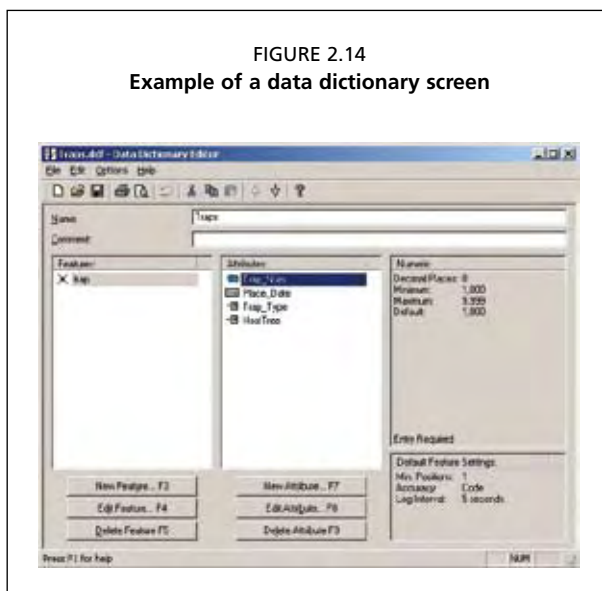 FIGURE 2.14
Example of a data dictionary screen
Traps.ddf - Data Dictionary Editor
File Edit Options Help
Name: Traps
Comment:
Features: Attributes: Numeric
trap
Trap_Num
Place_Date
Trap_Type
HostTree
Decimal Places: 0
Minimum: 1,000
Maximum: 9,999
Default: 1,000
Entry Required
Default Feature Settings:
Min. Positions: 1
Accuracy: Code
Log Interval: 5 seconds
New Feature... F3
Edit Feature... F4
Delete Feature F5
New Attribute... F7
Edit Attribute... F8
Delete Attribute F9
Press F1 for help
NUM